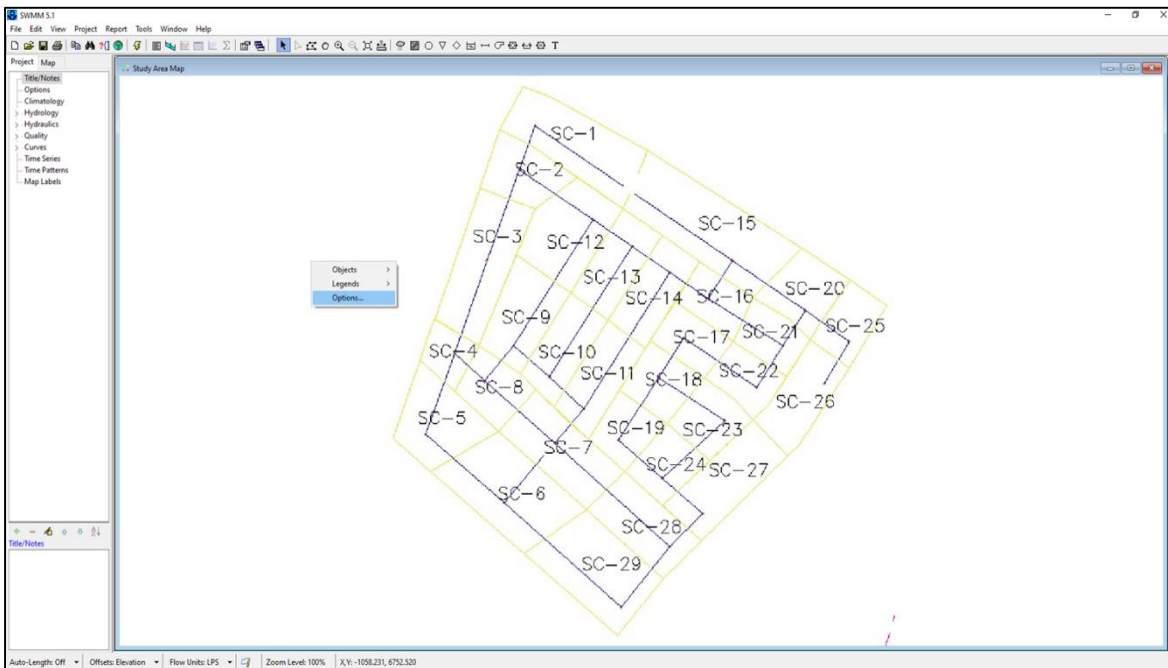 SWMM 5.1
File Edit View Project Report Tools Window Help
T
Project Map
Title/Notes
Options
Climatology
Hydrology
Hydraulics
Quality
Curves
Time Series
Time Patterns
Map Labels
Title/Notes
Study Area Map
SC-1
SC-2
SC-15
SC-3
SC-12
SC-13
SC-14
SC-16
SC-20
SC-25
SC-9
SC-17
SC-21
SC-4
SC-10
SC-8
SC-11
SC-18
SC-22
SC-26
SC-5
SC-19
SC-23
SC-7
SC-24
SC-27
SC-6
SC-28
SC-29
Objects
Legends
Options...
Auto-Length: Off Offsets: Elevation Flow Units: LPS Zoom Level: 100% X,Y: -1058.231, 6752.520